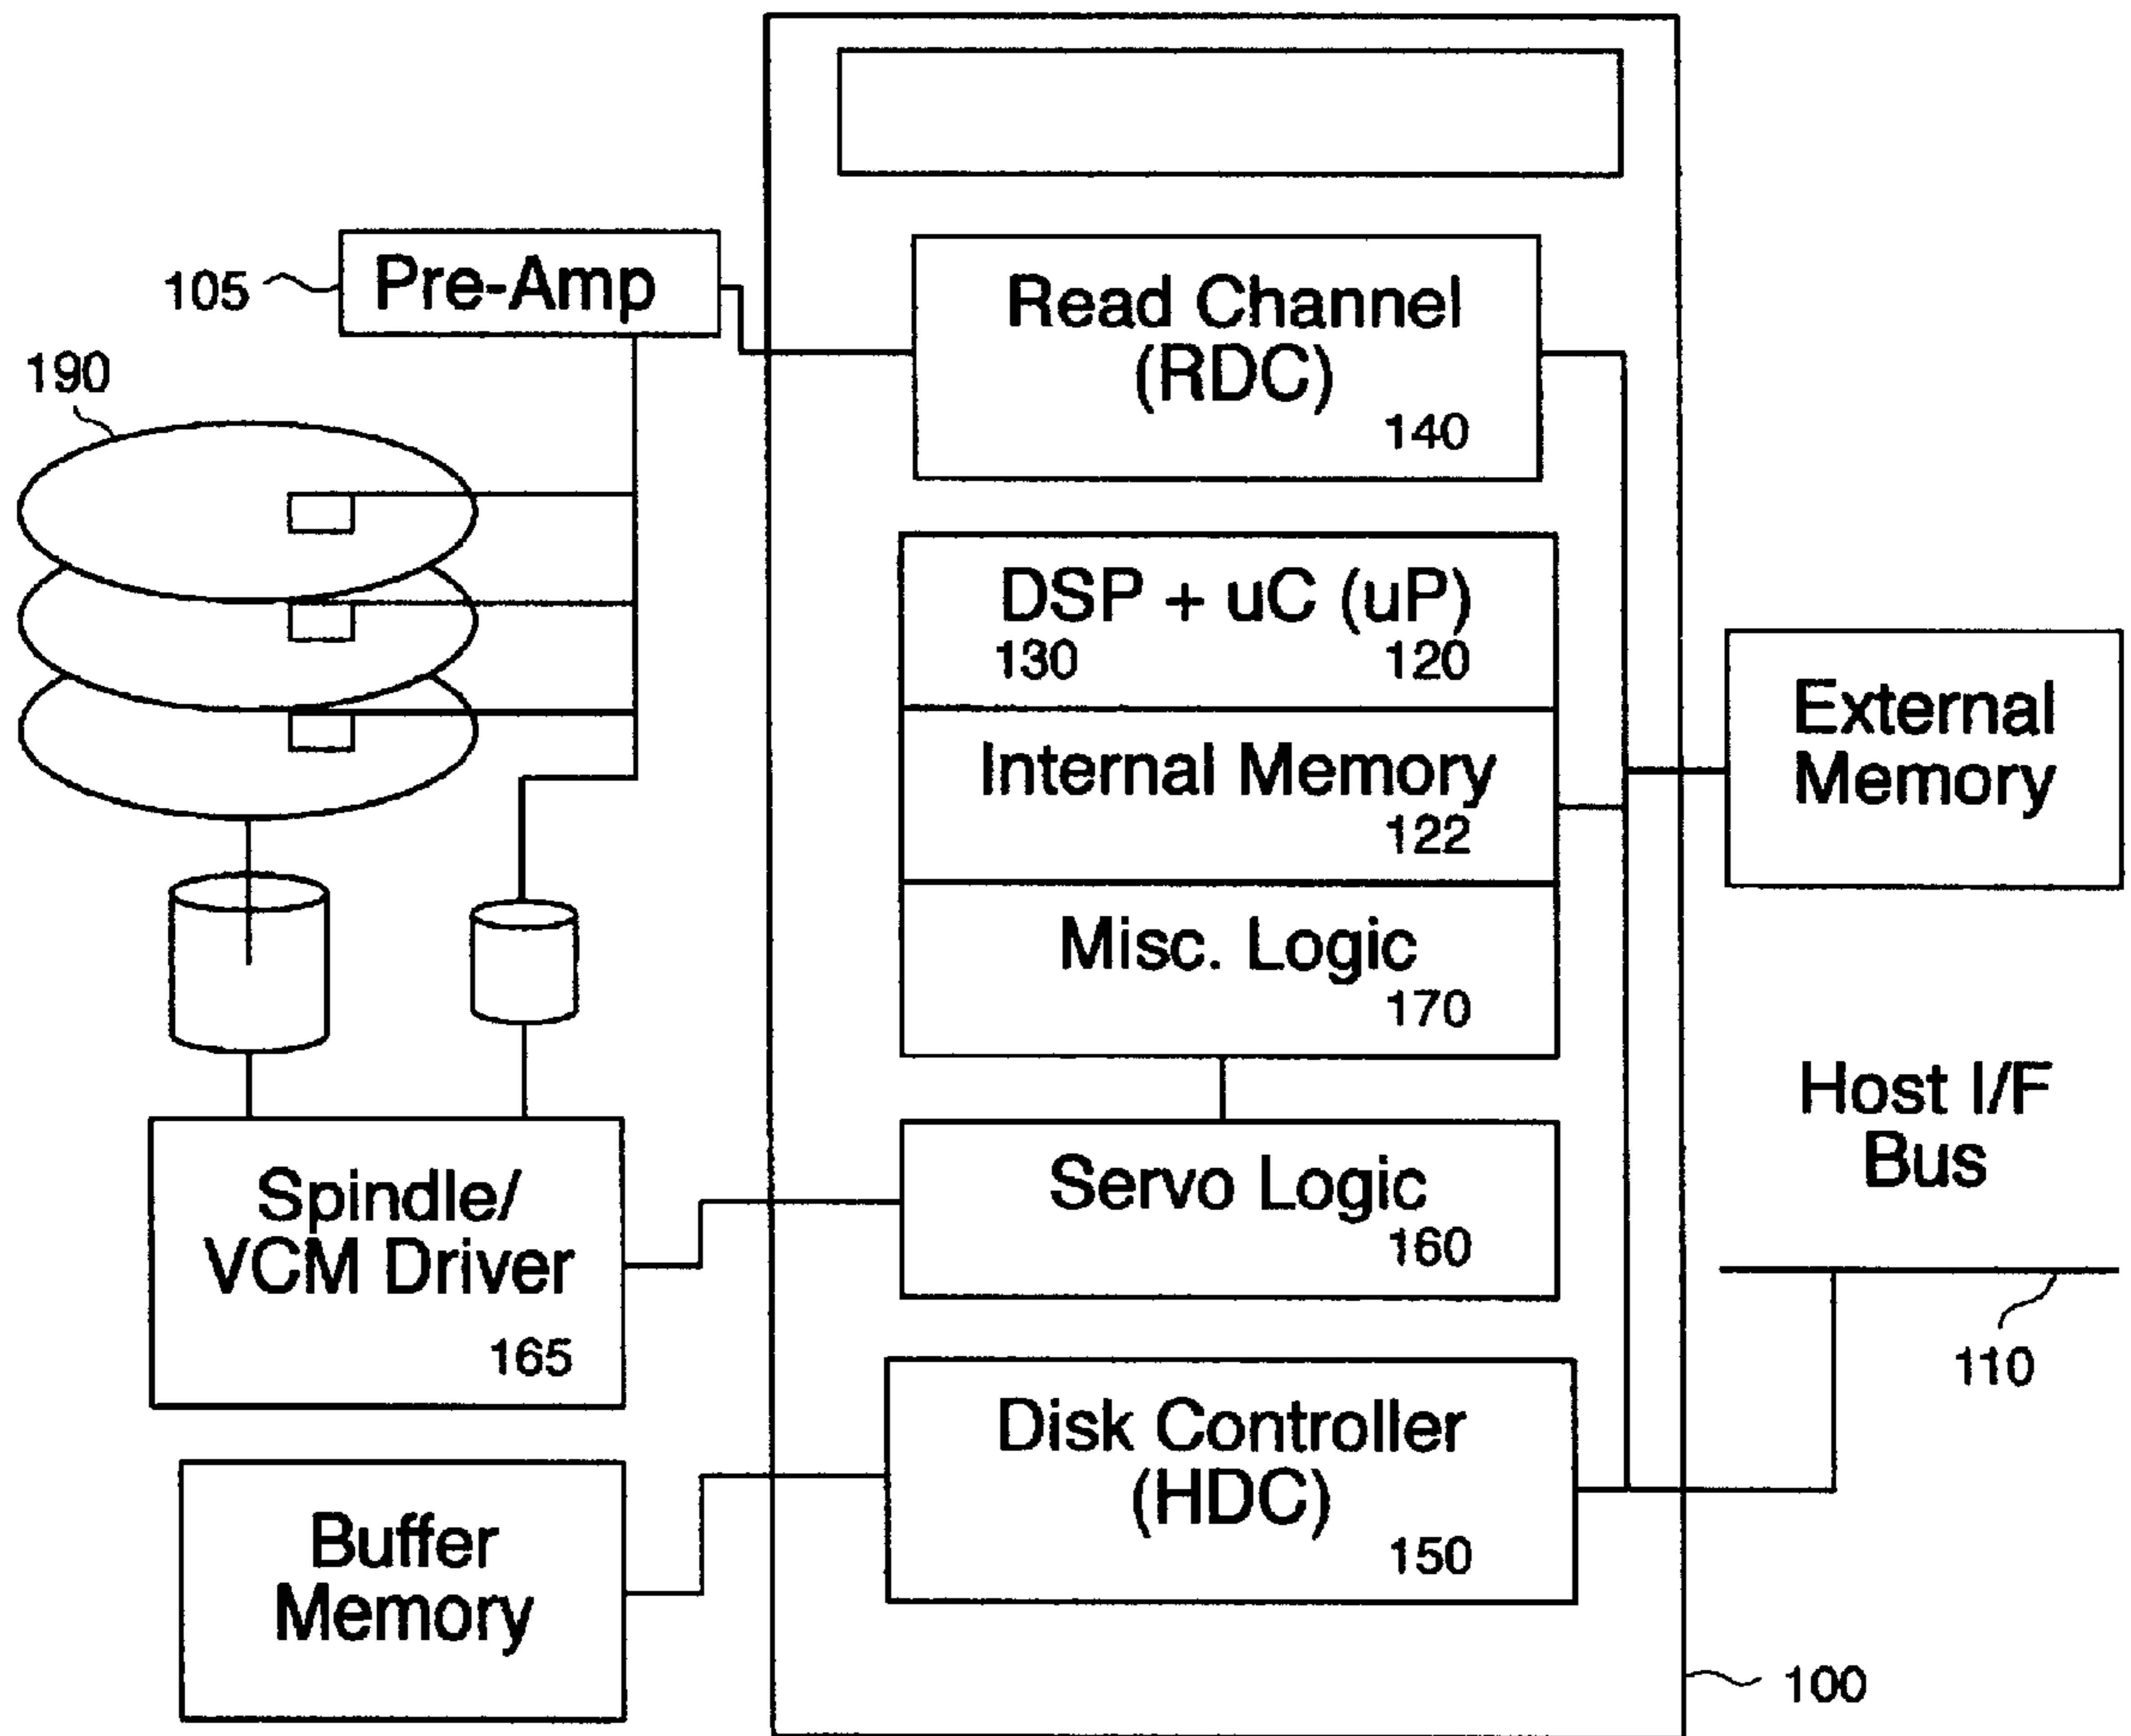 105
Pre-Amp
190
Read Channel
(RDC)
140
DSP + uC (uP)
130 120
Internal Memory
122
Misc. Logic
170
External
Memory
Host I/F
Bus
110
Servo Logic
160
Spindle/
VCM Driver
165
Disk Controller
(HDC)
150
Buffer
Memory
100